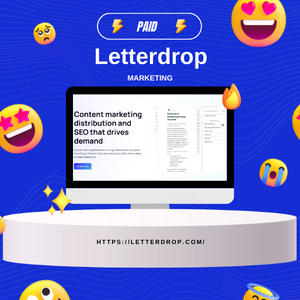 PAID
Letterdrop
MARKETING
Content marketing
distribution and
SEO that drives
demand
HTTPS://LETTERDROP.COM/